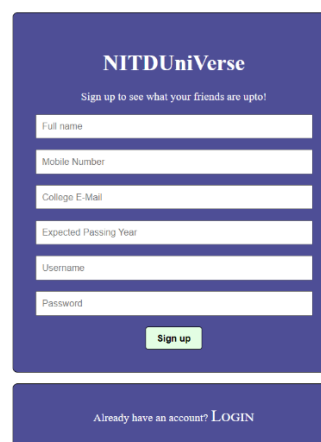 NITDUniVerse
Sign up to see what your friends are upto!
Full name
Mobile Number
College E-Mail
Expected Passing Year
Username
Password
Sign up
Already have an account? LOGIN